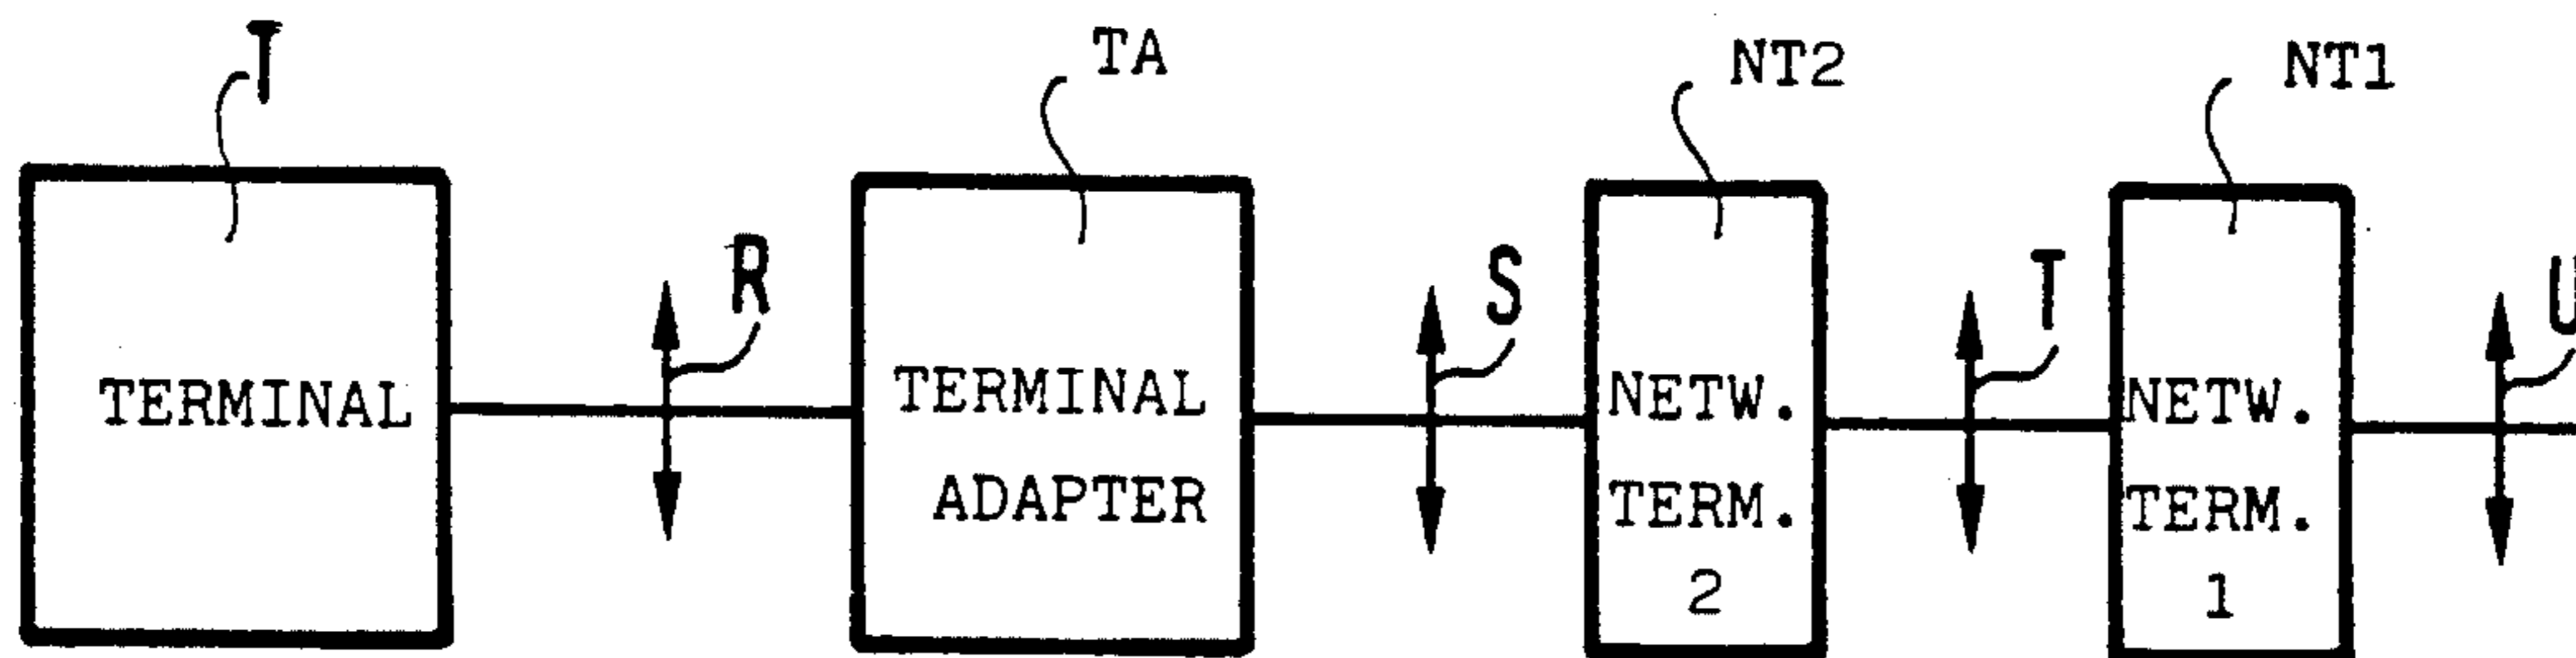 T
TA
NT2
NT1
R
S
T
U
TERMINAL
TERMINAL
ADAPTER
NETW.
TERM.
2
NETW.
TERM.
1